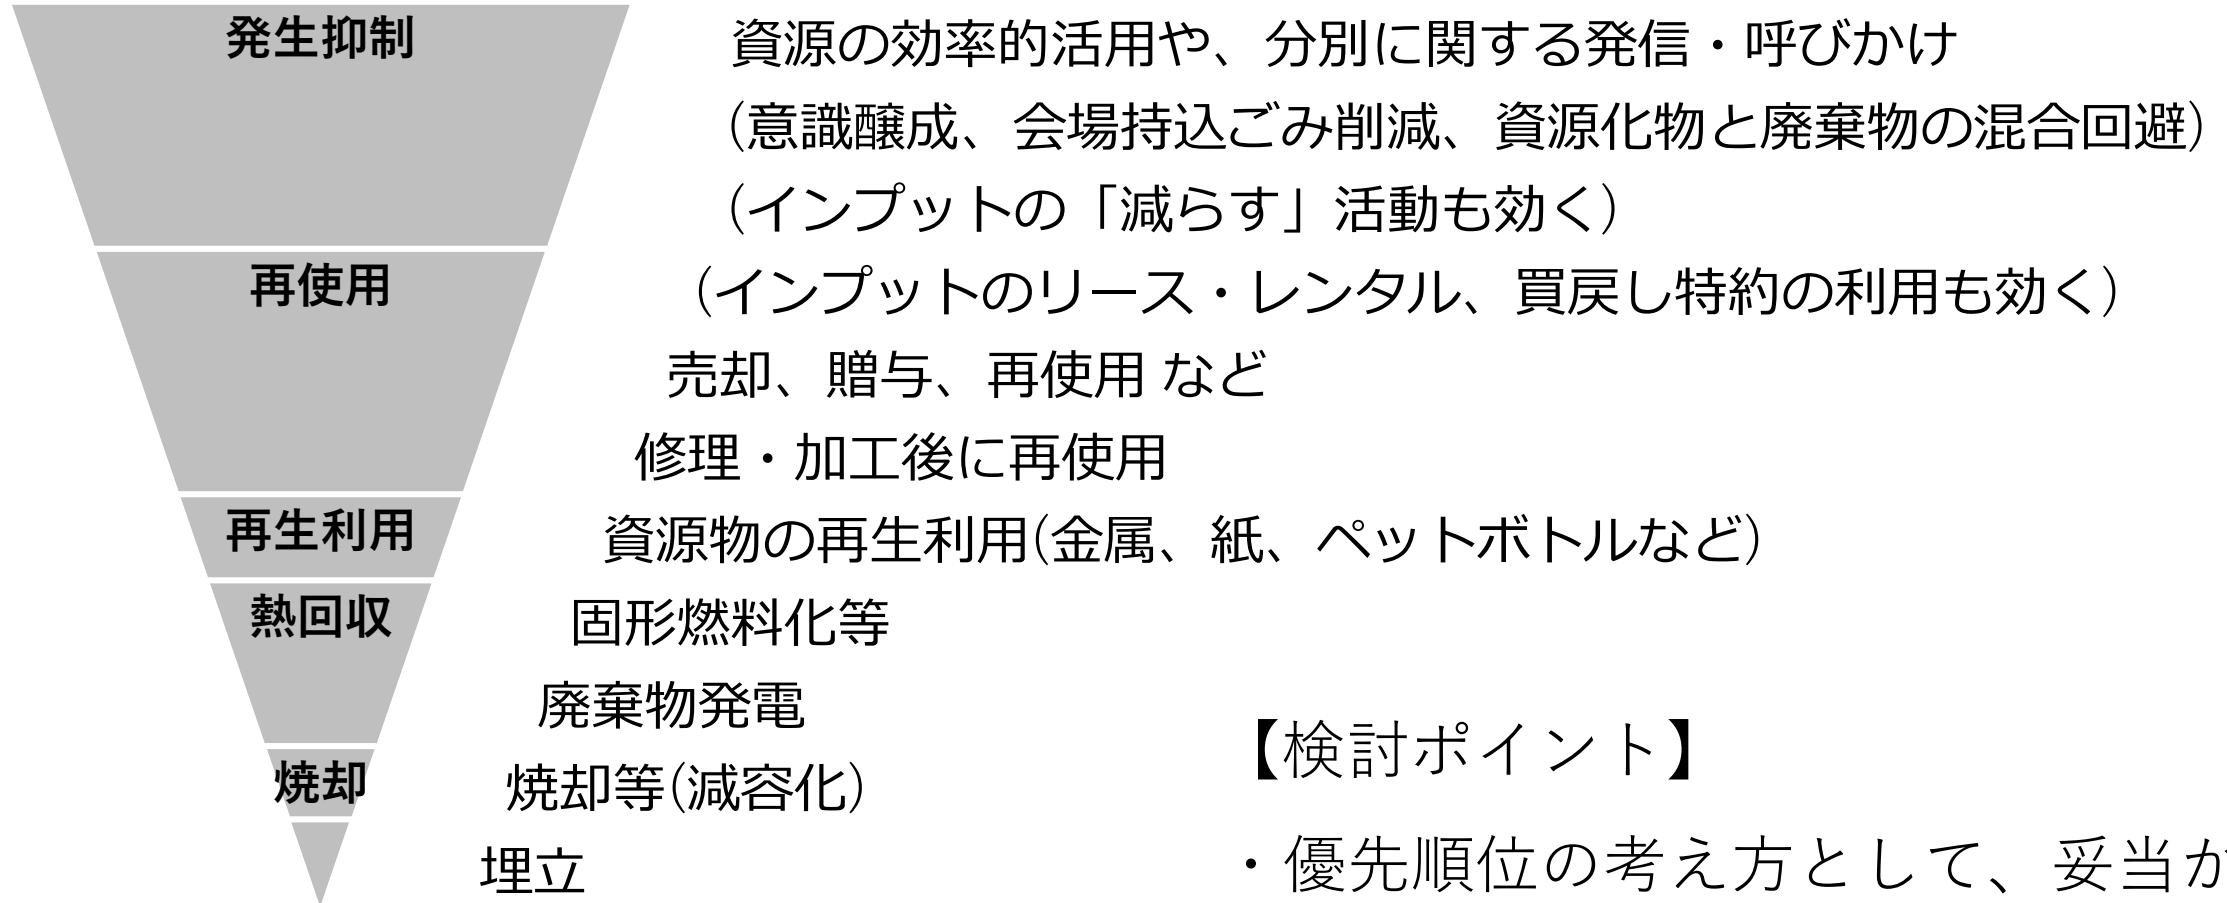 発生抑制
資源の効率的活用や、分別に関する発信・呼びかけ
(意識醸成、会場持込ごみ削減、資源化物と廃棄物の混合回避)
(インプットの「減らす」活動も効く)
再使用
(インプットのリース・レンタル、買戻し特約の利用も効く)
売却、贈与、再使用 など
修理・加工後に再使用
再生利用
資源物の再生利用(金属、紙、ペットボトルなど)
熱回収
固形燃料化等
廃棄物発電
焼却
焼却等(減容化)
埋立
【検討ポイント】
・優先順位の考え方として、妥当か